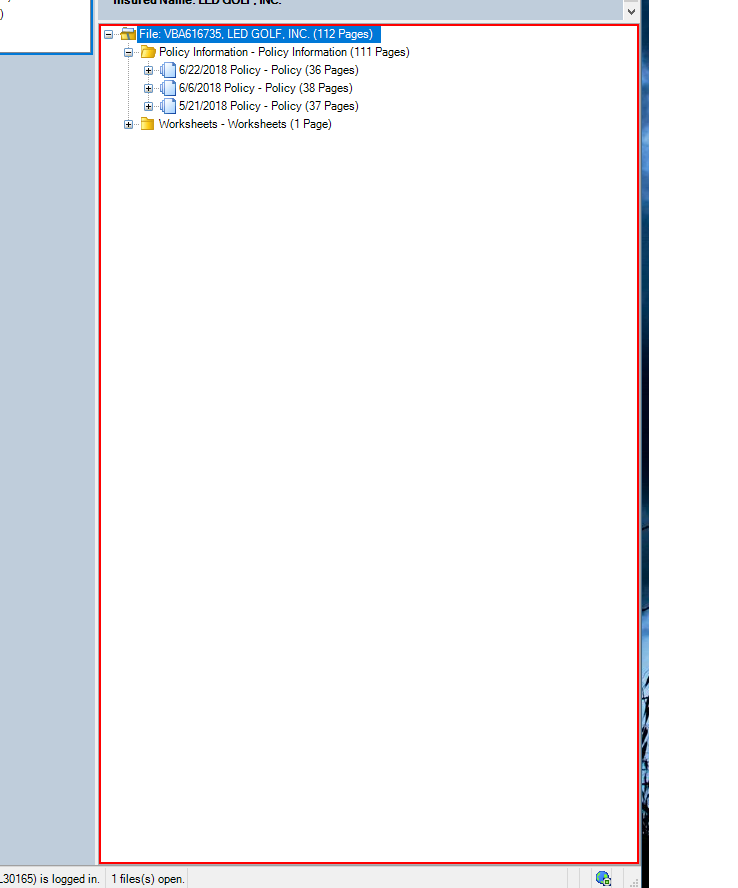 Insured Name: LED GOLF, INC.
)
File: VBA616735, LED GOLF, INC. (112 Pages)
Policy Information - Policy Information (111 Pages)
6/22/2018 Policy - Policy (36 Pages)
6/6/2018 Policy - Policy (38 Pages)
5/21/2018 Policy - Policy (37 Pages)
Worksheets - Worksheets (1 Page)
L30165) is logged in.
1 files(s) open.